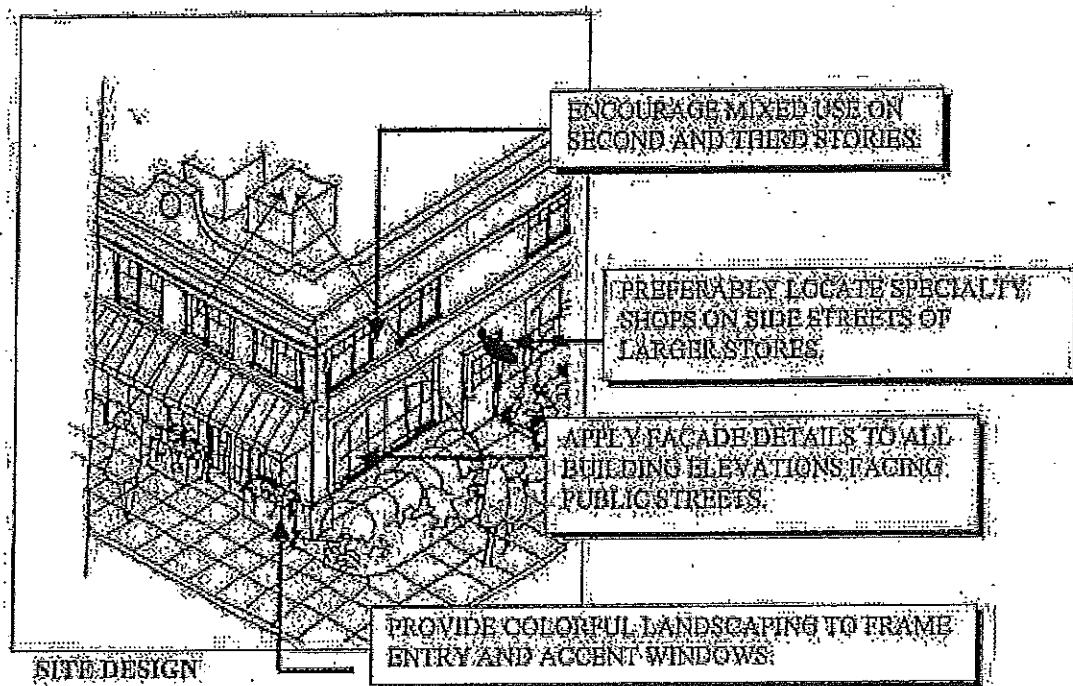 ENCOURAGE MIXED USE ON
SECOND AND THIRD STORIES.
PREFERABLY LOCATE SPECIALTY
SHOPS ON SIDE STREETS OF
LARGER STORES.
APPLY FACADE DETAILS TO ALL
BUILDING ELEVATIONS FACING
PUBLIC STREETS.
PROVIDE COLORFUL LANDSCAPING TO FRAME
ENTRY AND ACCENT WINDOWS.
SITE DESIGN